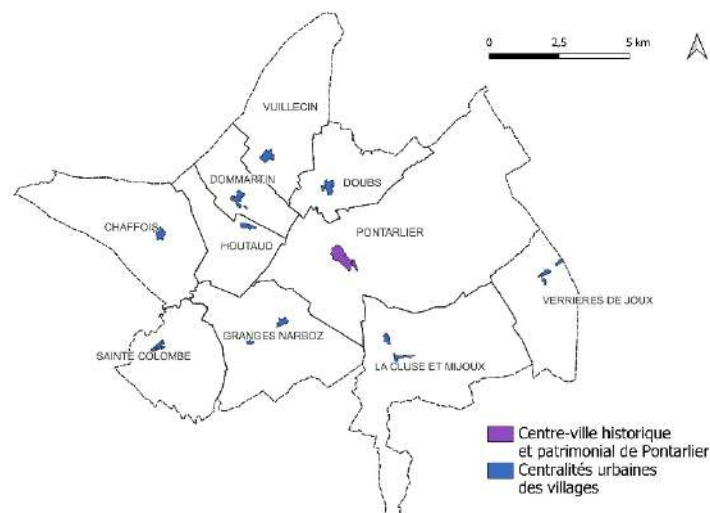 0 2,5 5 km
VUILLECIN
DOMMARTIN
DOUBS
CHAFFOIS
HOUTAUD
PONTARLIER
VERRIERES DE JOUX
GRANGES NARBOZ
SAINTE COLOMBE
LA CLUSE ET MIJOUX
Centre-ville historique
et patrimonial de Pontarlier
Centralités urbaines
des villages